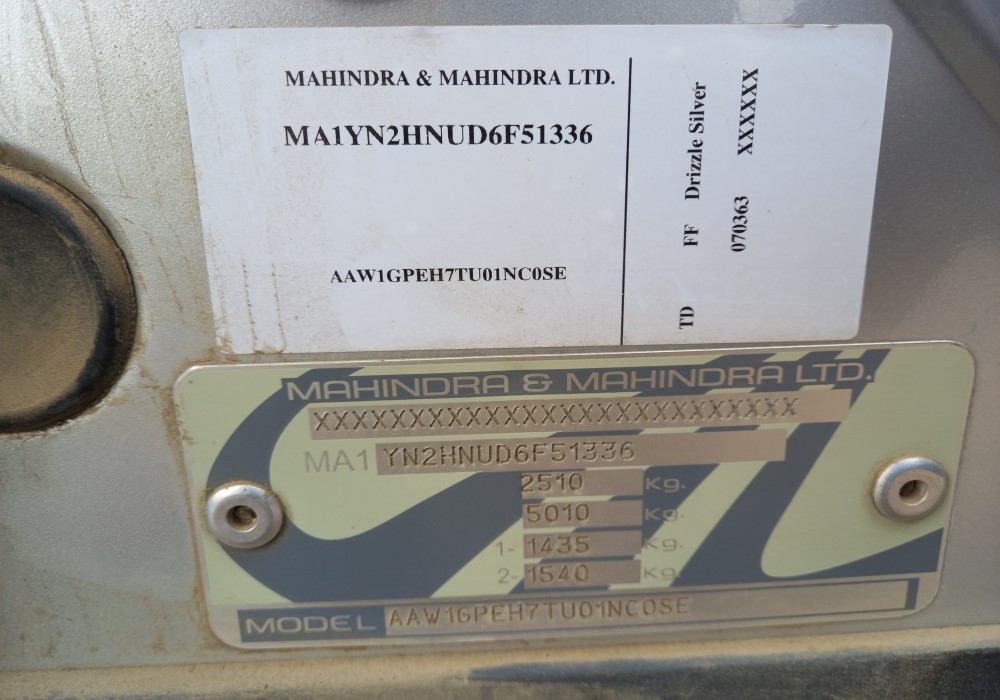 MAHINDRA & MAHINDRA LTD.
MA1YN2HNUD6F51336
AAW1GPEH7TU01NC0SE
TD FF Drizzle Silver
070363 XXXXXX
MAHINDRA & MAHINDRA LTD.
XXXXXXXXXXXXXXXXXXXXXXXXX
MA1 YN2HNUD6F51336
2510 Kg.
5010 Kg.
1- 1435 Kg.
2- 1540 Kg.
MODEL AAW1GPEH7TU01NC0SE